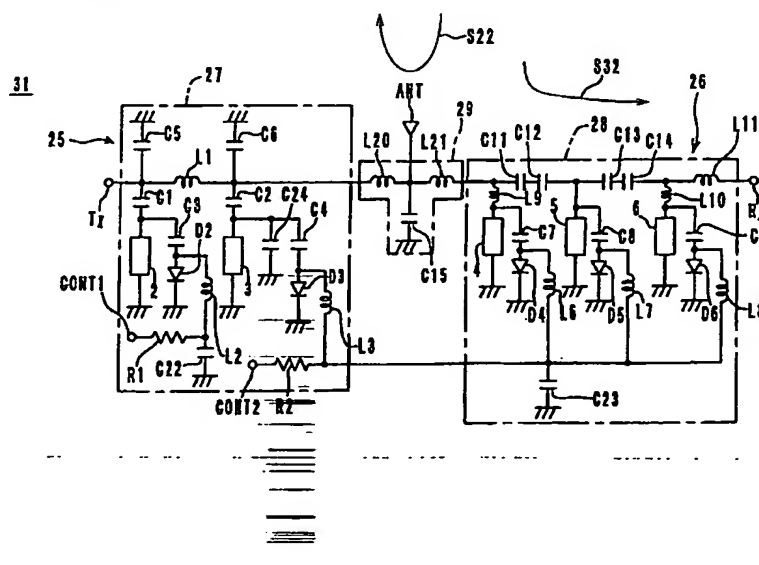 S22
31
27
S32
ANT
26
25
C5
C6
29
28
L11
L20
L21
C11
C12
C13
C14
L1
TX
C1
C2
C3
C24
C4
L9
L10
D2
D3
C15
C7
C8
2
3
4
5
6
CONT1
D4
L6
D5
L7
D6
R1
C22
L2
L3
CONT2
R2
C23